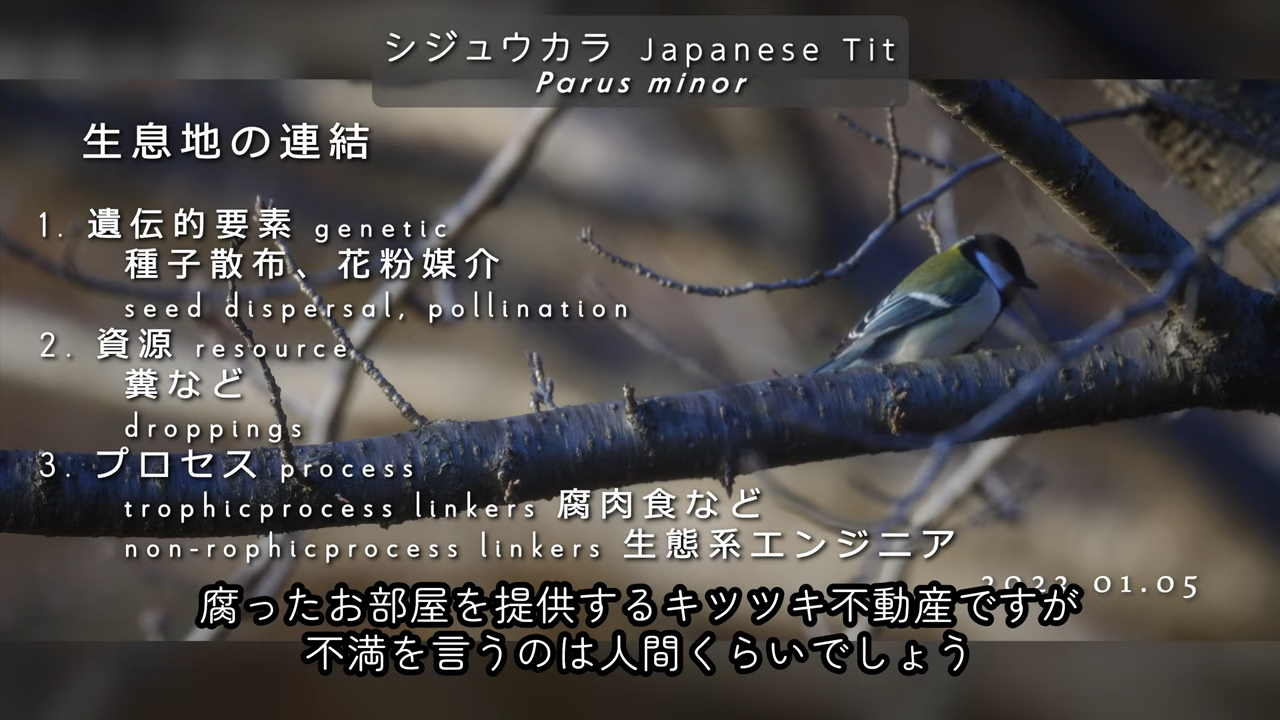 シジュウカラ Japanese Tit
Parus minor
生息地の連結
1. 遺伝的要素 genetic
種子散布、花粉媒介
seed dispersal, pollination
2. 資源 resource
糞など
droppings
3. プロセス process
trophicprocess linkers 腐肉食など
non-rophicprocess linkers 生態系エンジニア
01.05
腐ったお部屋を提供するキツツキ不動産ですが
不満を言うのは人間くらいでしょう